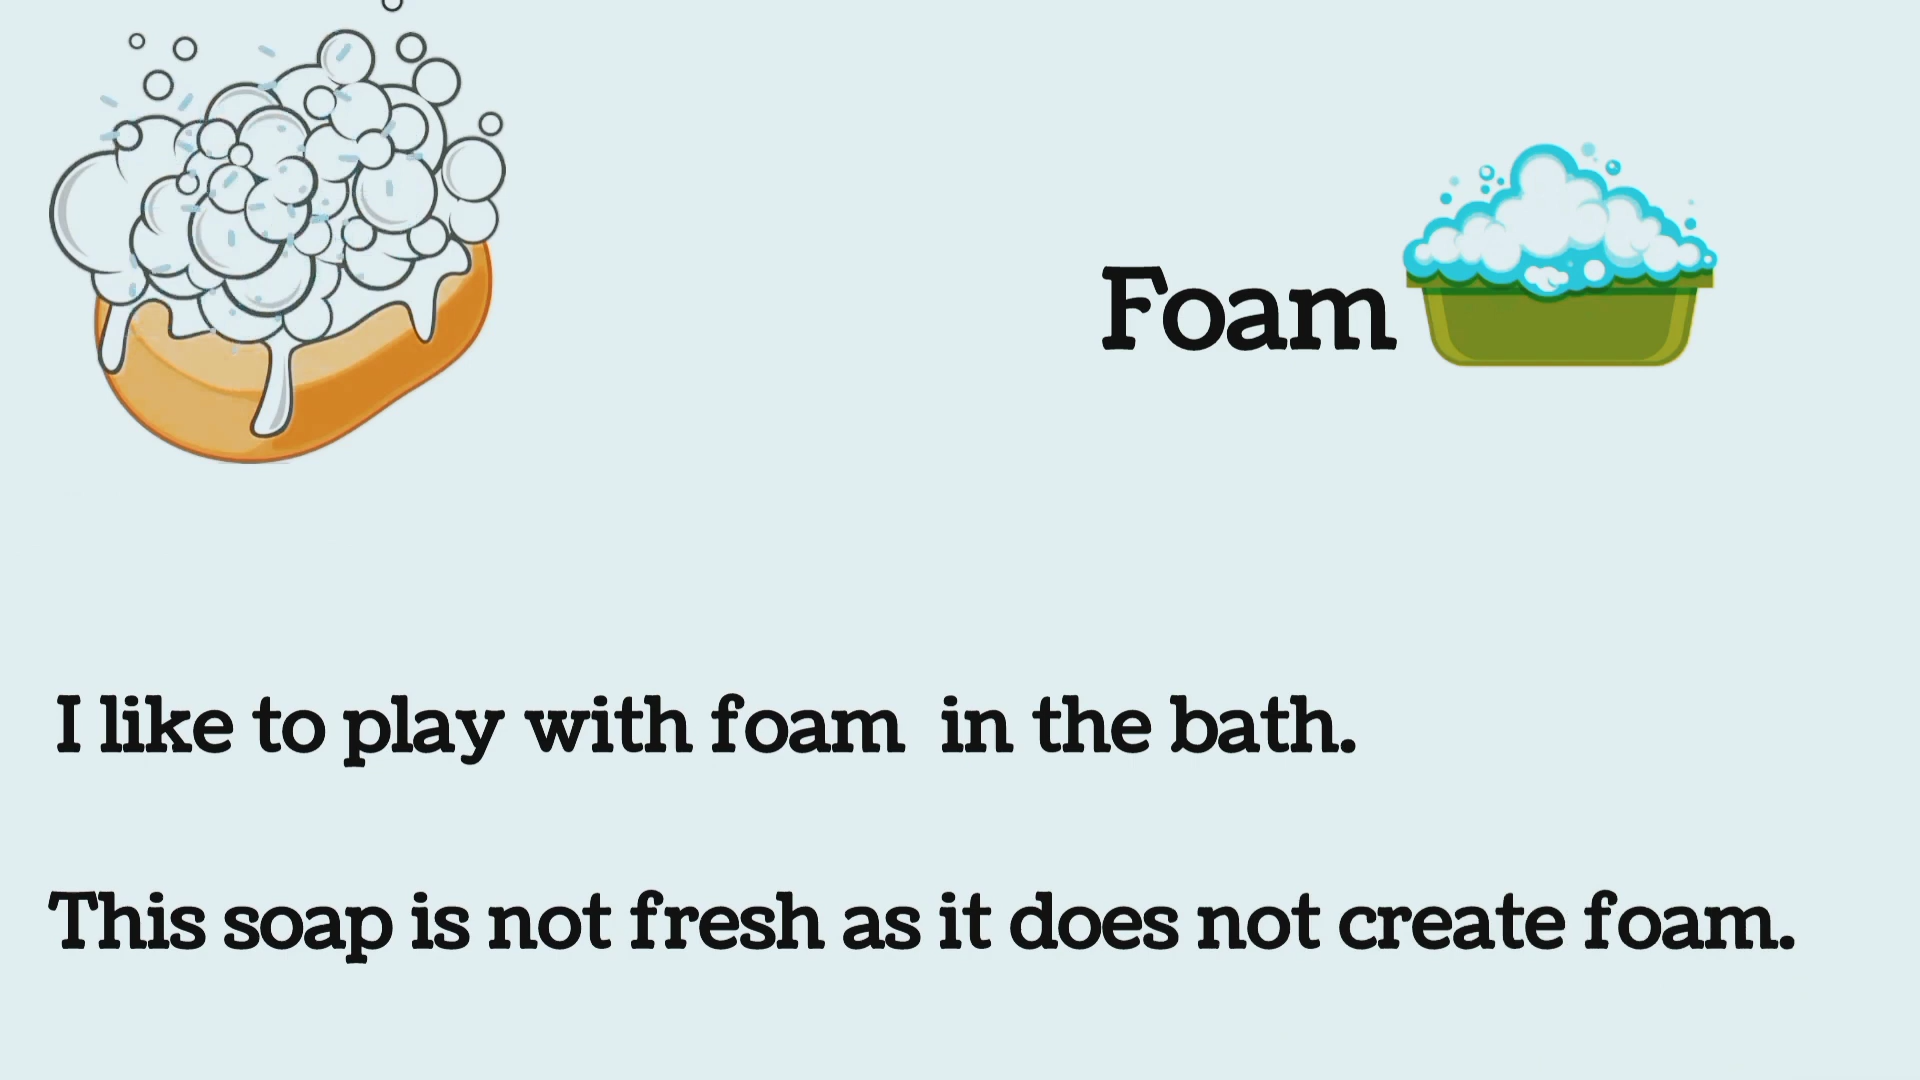 Foam
I like to play with foam in the bath.
This soap is not fresh as it does not create foam.